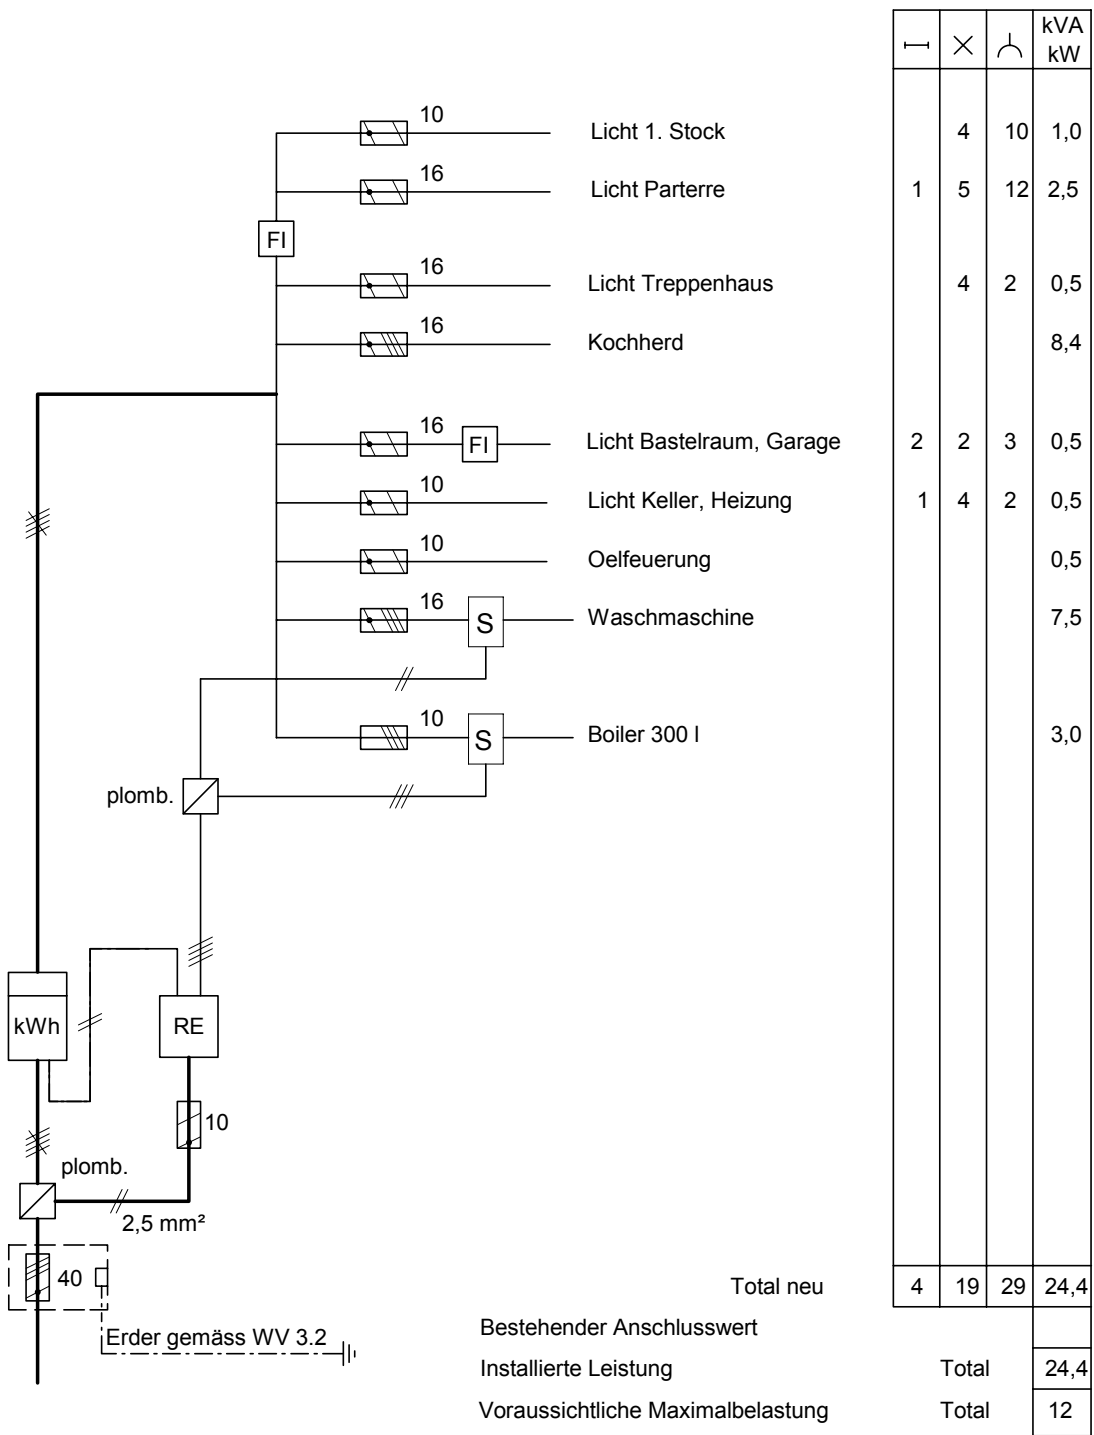 kVA
kW
10 Licht 1. Stock 4 10 1,0
16 Licht Parterre 1 5 12 2,5
FI
16 Licht Treppenhaus 4 2 0,5
16 Kochherd 8,4
16 FI Licht Bastelraum, Garage 2 2 3 0,5
10 Licht Keller, Heizung 1 4 2 0,5
10 Oelfeuerung 0,5
16 S Waschmaschine 7,5
10 S Boiler 300 l 3,0
plomb.
kWh RE
10
plomb.
2,5 mm²
40
Total neu 4 19 29 24,4
Erder gemäss WV 3.2
Bestehender Anschlusswert
Installierte Leistung Total 24,4
Voraussichtliche Maximalbelastung Total 12